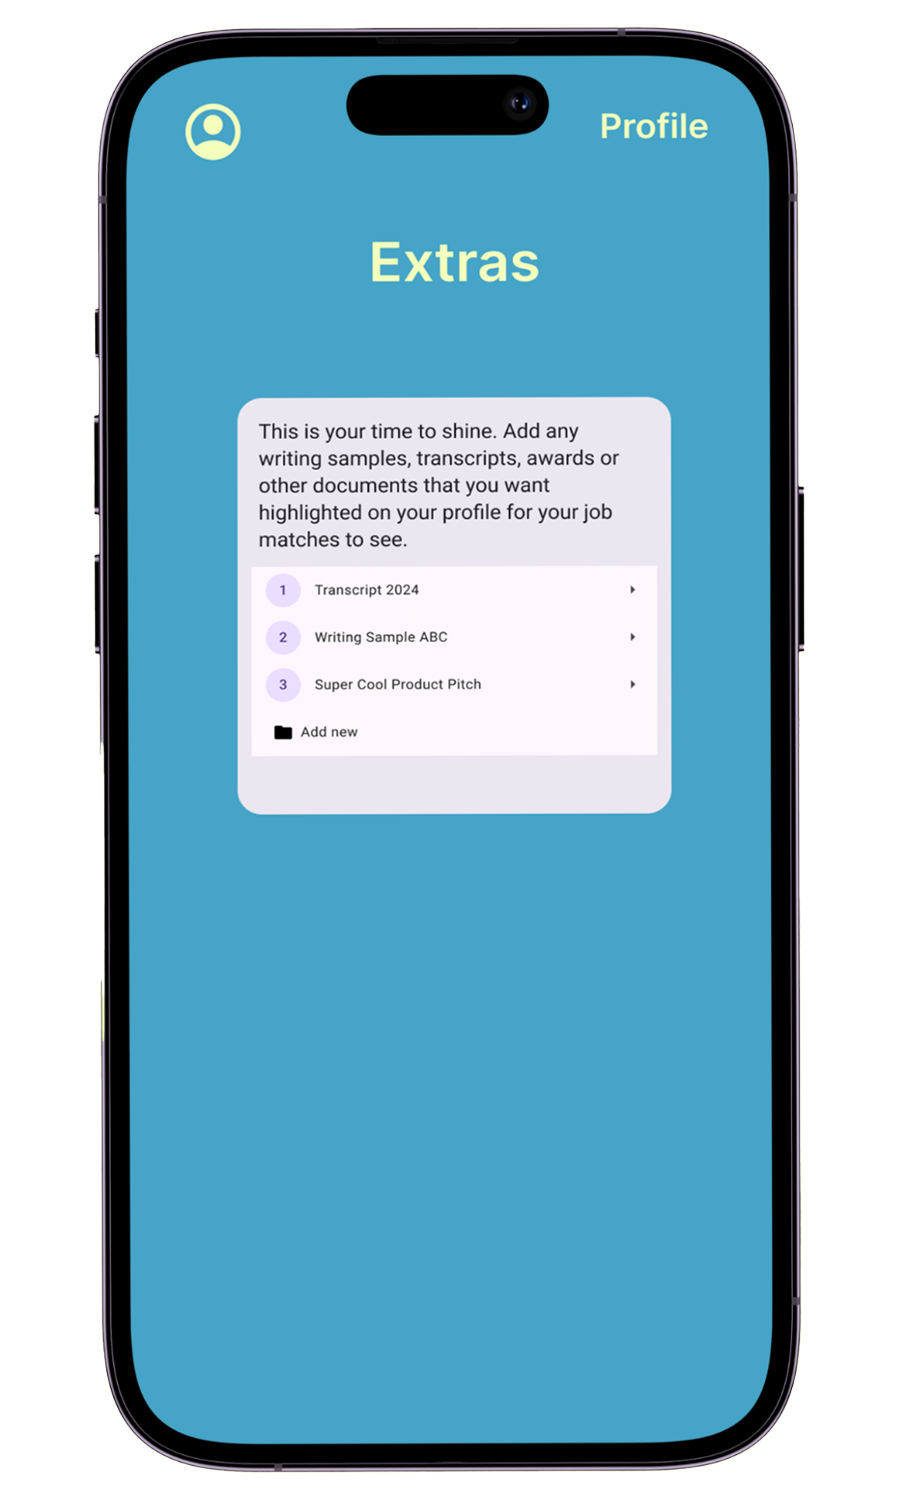 Profile
Extras
This is your time to shine. Add any
writing samples, transcripts, awards or
other documents that you want
highlighted on your profile for your job
matches to see.
1 Transcript 2024
2 Writing Sample ABC
3 Super Cool Product Pitch
Add new